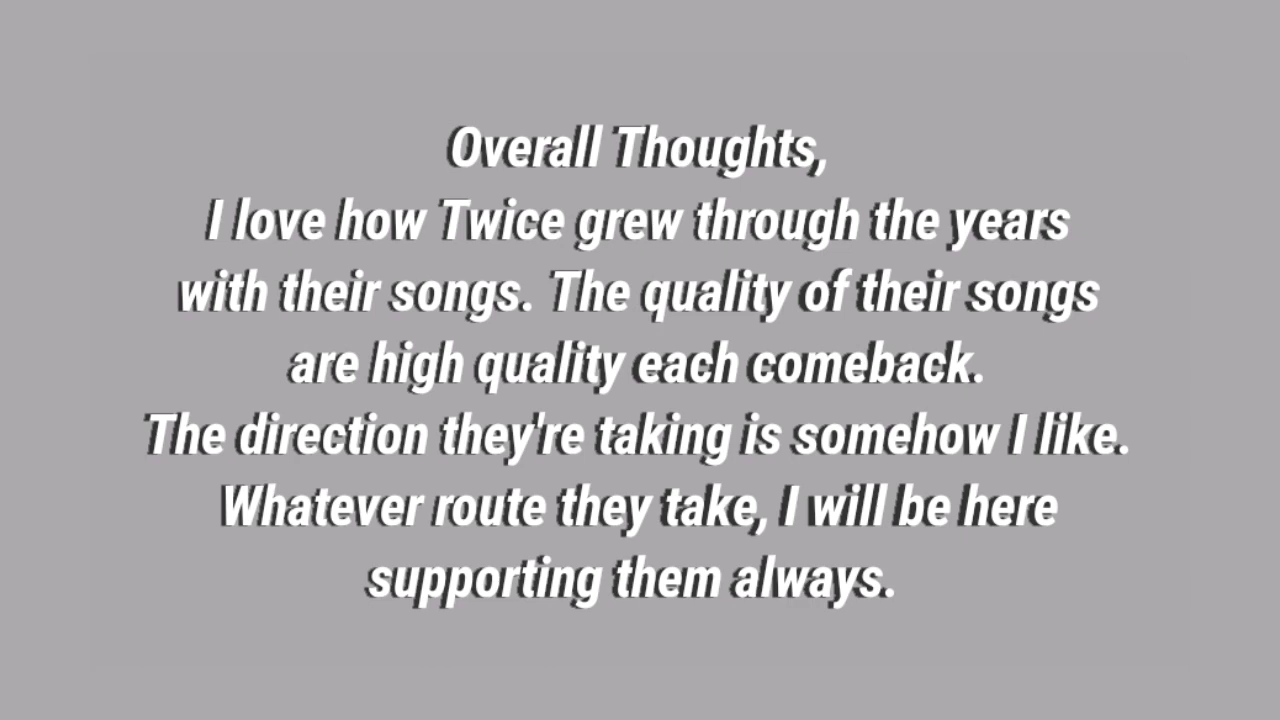 Overall Thoughts,
I love how Twice grew through the years
with their songs. The quality of their songs
are high quality each comeback.
The direction they're taking is somehow I like.
Whatever route they take, I will be here
supporting them always.